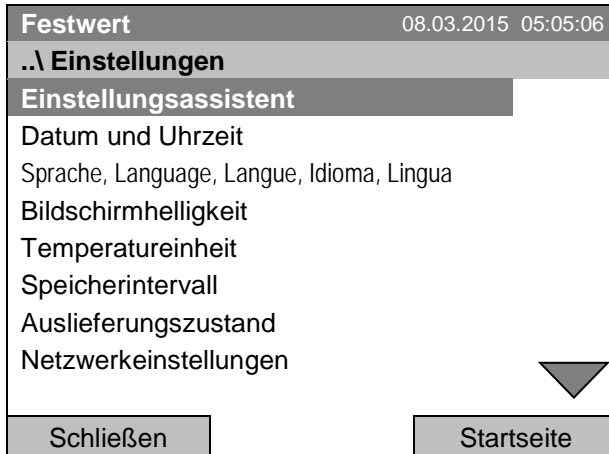 Festwert 08.03.2015 05:05:06
..\ Einstellungen
Einstellungsassistent
Datum und Uhrzeit
Sprache, Language, Langue, Idioma, Lingua
Bildschirmhelligkeit
Temperatureinheit
Speicherintervall
Auslieferungszustand
Netzwerkeinstellungen
Schließen Startseite